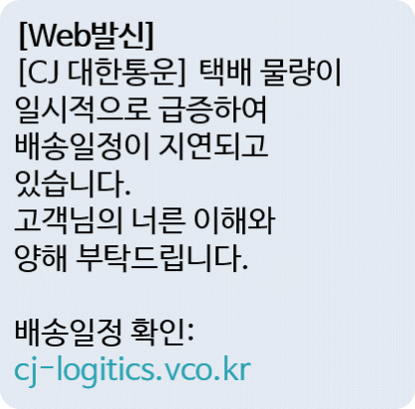 [Web발신]
[CJ 대한통운] 택배 물량이
일시적으로 급증하여
배송일정이 지연되고
있습니다.
고객님의 너른 이해와
양해 부탁드립니다.
배송일정 확인:
cj-logitics.vco.kr